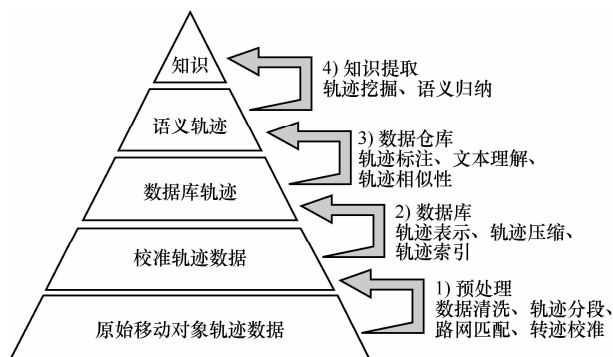 知识
4) 知识提取
轨迹挖掘、语义归纳
语义轨迹
3) 数据仓库
轨迹标注、文本理解、
轨迹相似性
数据库轨迹
2) 数据库
轨迹表示、轨迹压缩、
轨迹索引
校准轨迹数据
1) 预处理
数据清洗、轨迹分段、
路网匹配、转迹校准
原始移动对象轨迹数据